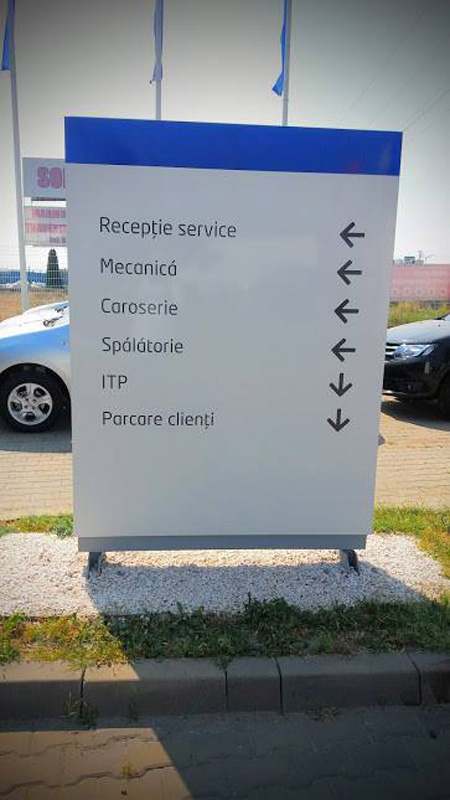 Recepție service
Mecanică
Caroserie
Spălătorie
ITP
Parcare clienți